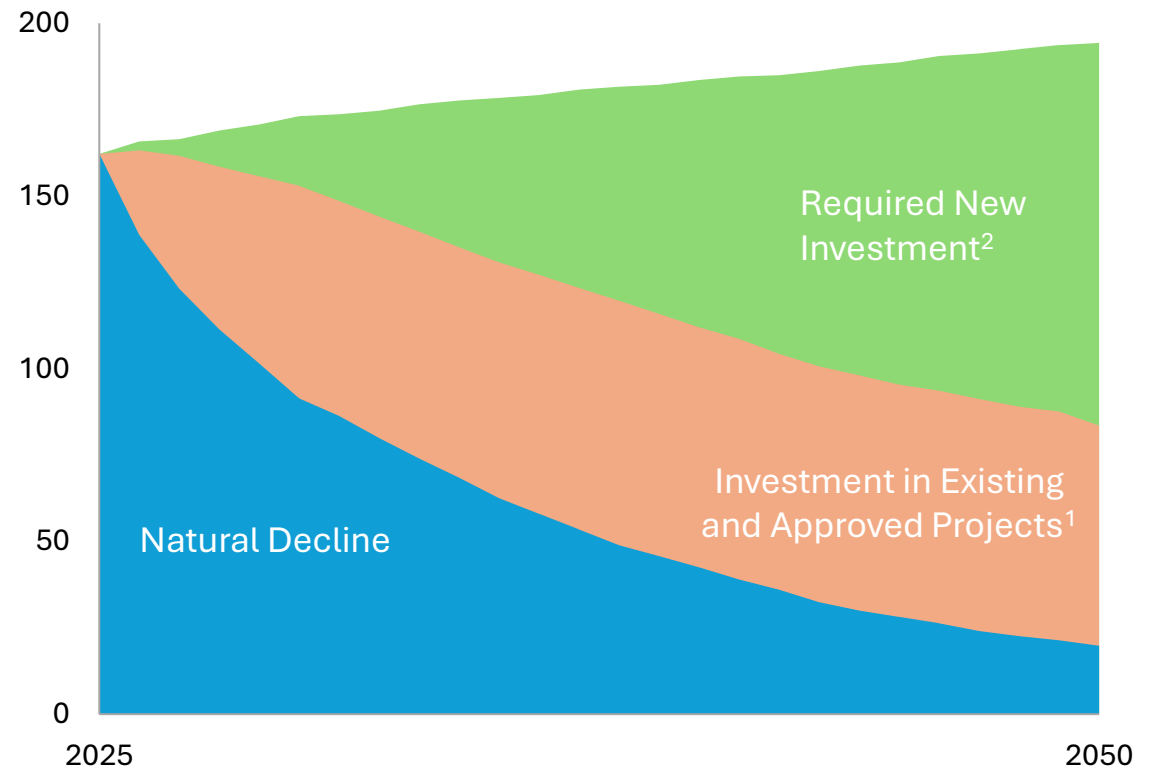 200
150
100
50
0
Required New
Investment²
Investment in Existing
and Approved Projects¹
Natural Decline
2025
2050